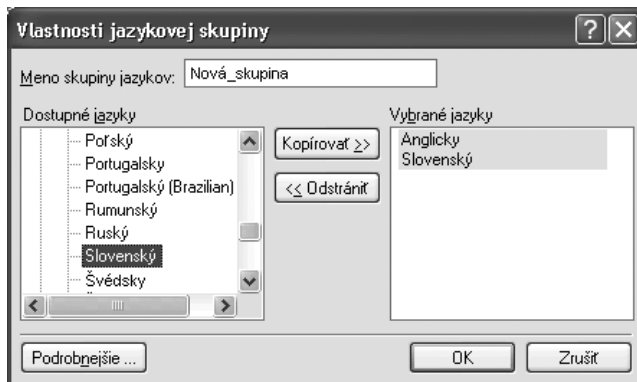 Vlastnosti jazykovej skupiny
Meno skupiny jazykov: Nová_skupina
Dostupné jazyky
Poľský
Portugalsky
Portugalský (Brazilian)
Rumunský
Ruský
Slovenský
Švédsky
Kopírovať >>
<< Odstrániť
Vybrané jazyky
Anglicky
Slovenský
Podrobnejšie ...
OK
Zrušiť